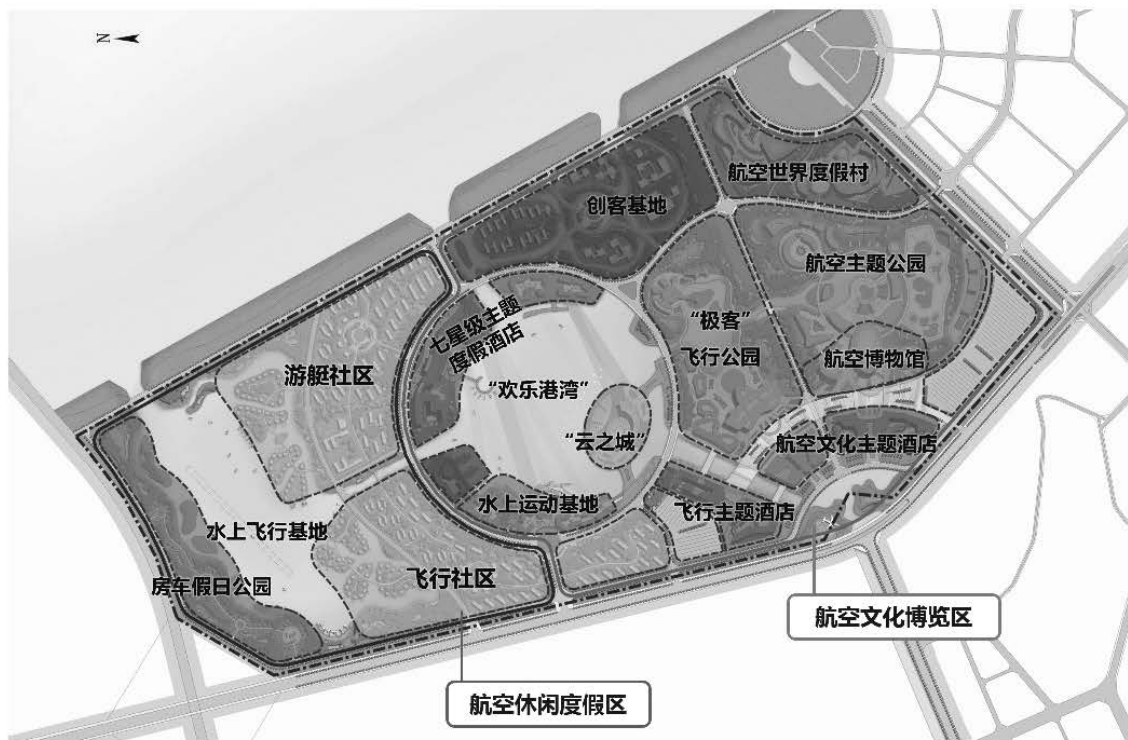 N
航空世界度假村
创客基地
航空主题公园
七星级主题
度假酒店
“极客”
飞行公园
游艇社区
“欢乐港湾”
航空博物馆
“云之城”
航空文化主题酒店
水上运动基地
飞行主题酒店
水上飞行基地
飞行社区
房车假日公园
航空文化博览区
航空休闲度假区